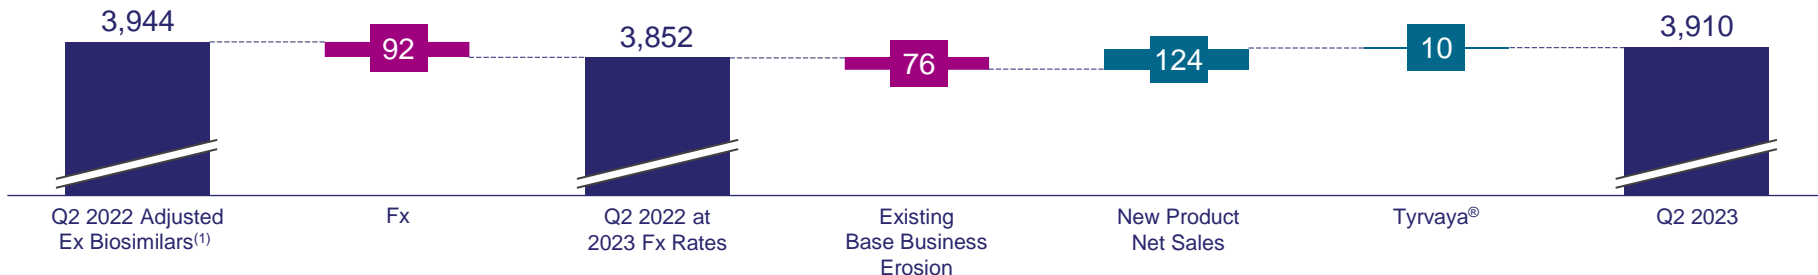 3,944
92
3,852
76
124
10
3,910
Q2 2022 Adjusted
Ex Biosimilars(1)
Fx
Q2 2022 at
2023 Fx Rates
Existing
Base Business
Erosion
New Product
Net Sales
Tyrvaya®
Q2 2023